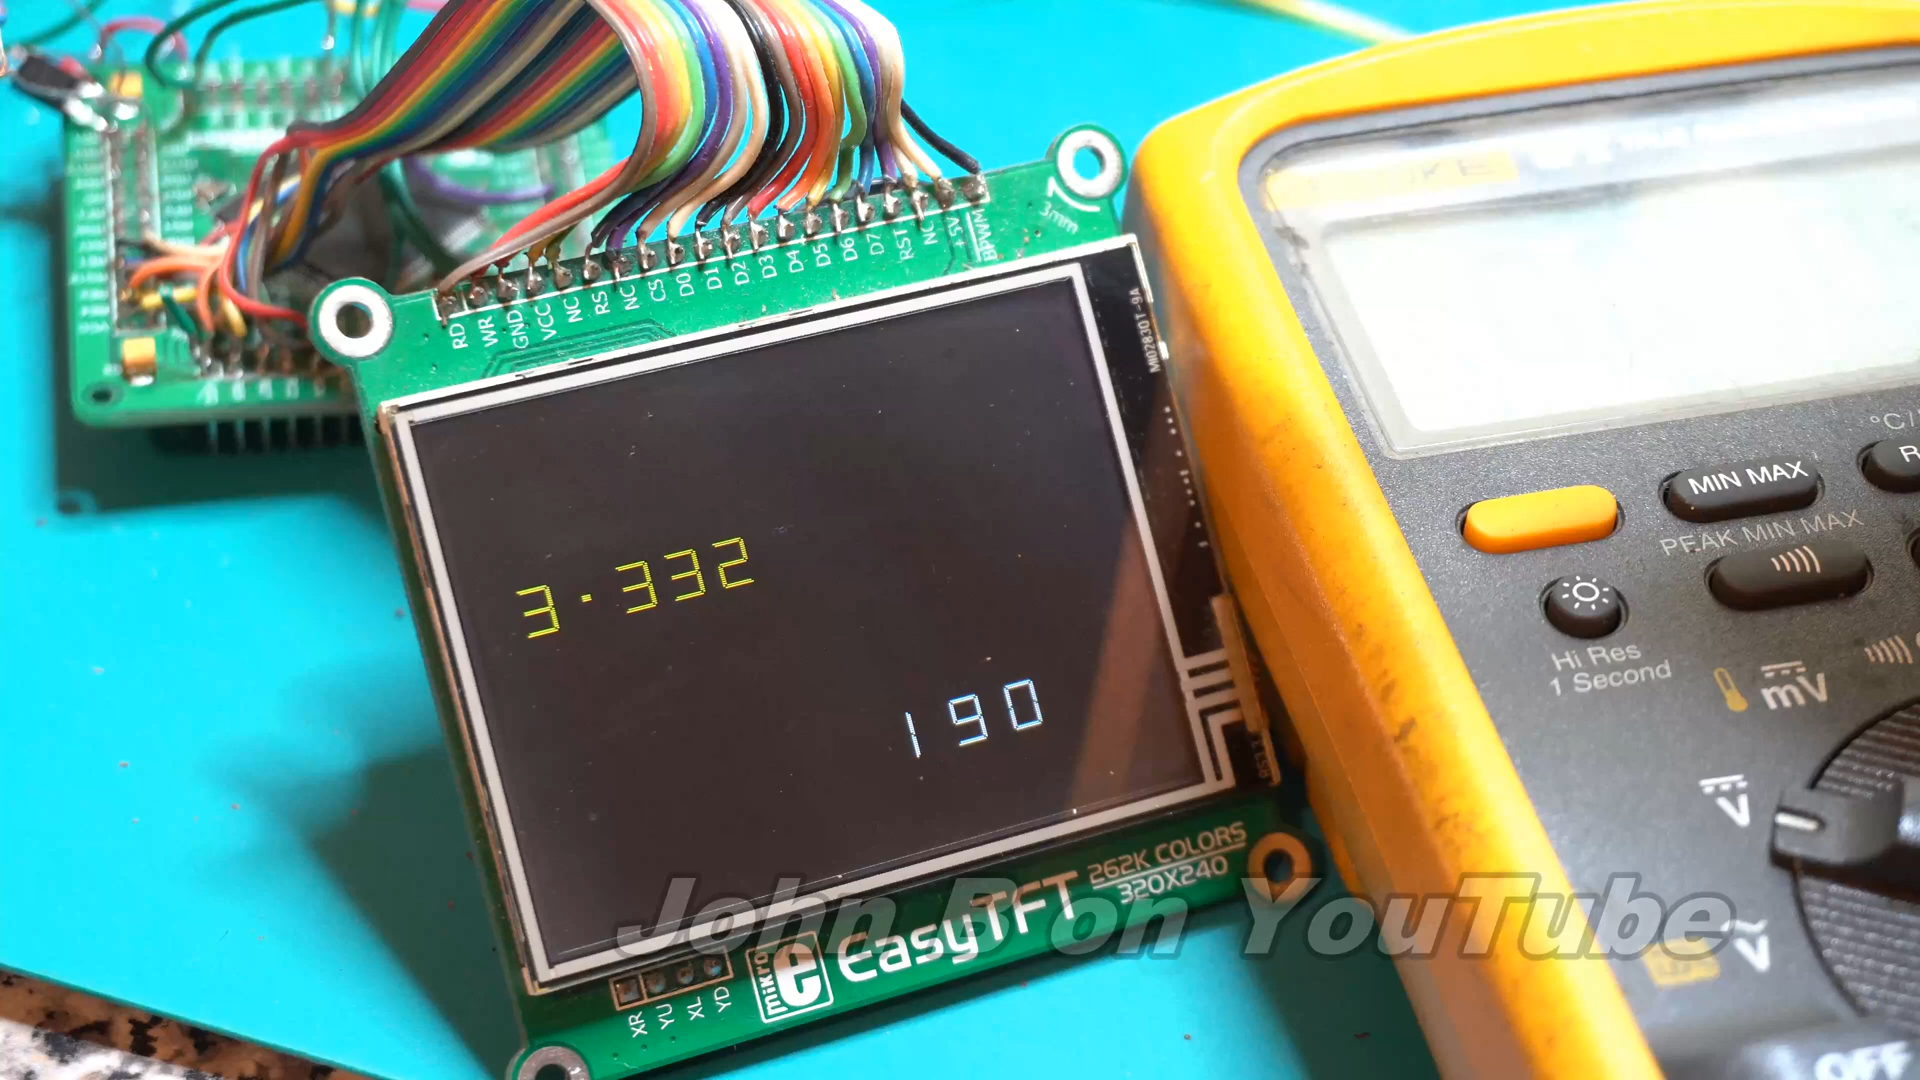 3mm
RD WR GND VCC NC RS NC CS D0 D1 D2 D3 D4 D5 D6 D7 RST NC +5V BPWM
MI0283QT-9A
3.332
190
XR YU XL YD
mikro e
EasyTFT
262K COLORS
320X240
John B on YouTube
MIN MAX
PEAK MIN MAX
Hi Res
1 Second
mV
V
V
OFF
°C/